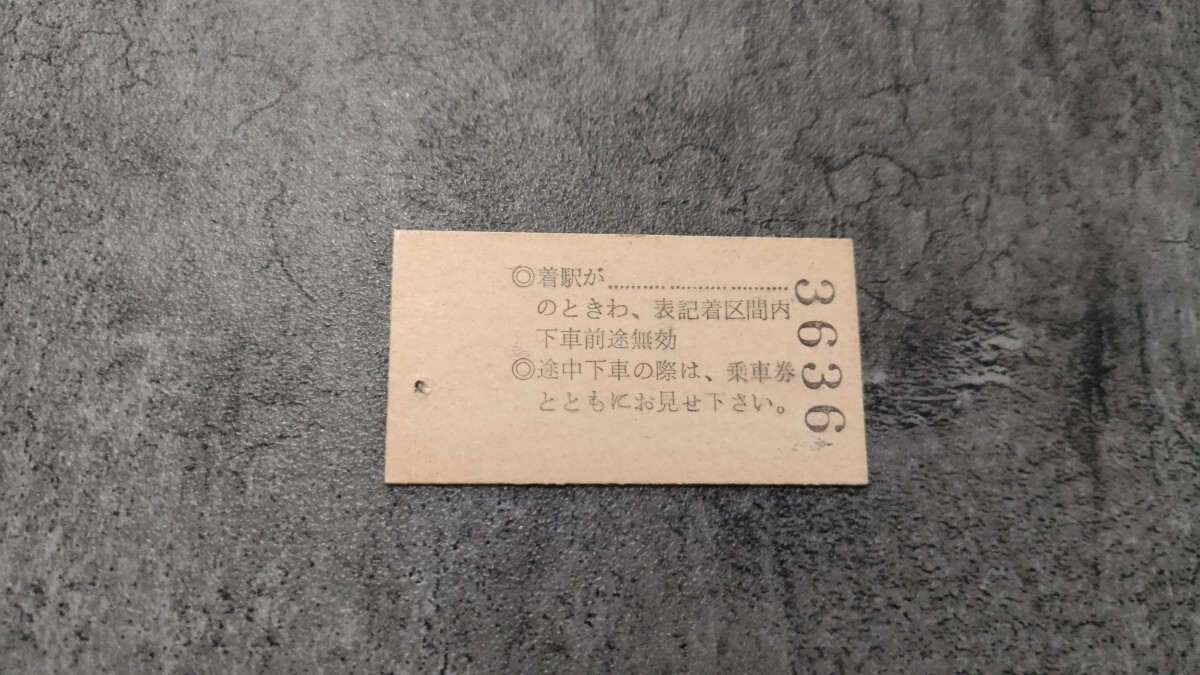 ◎着駅が……………………
のときわ、表記着区間内
下車前途無効
◎途中下車の際は、乗車券
とともにお見せ下さい。
3636